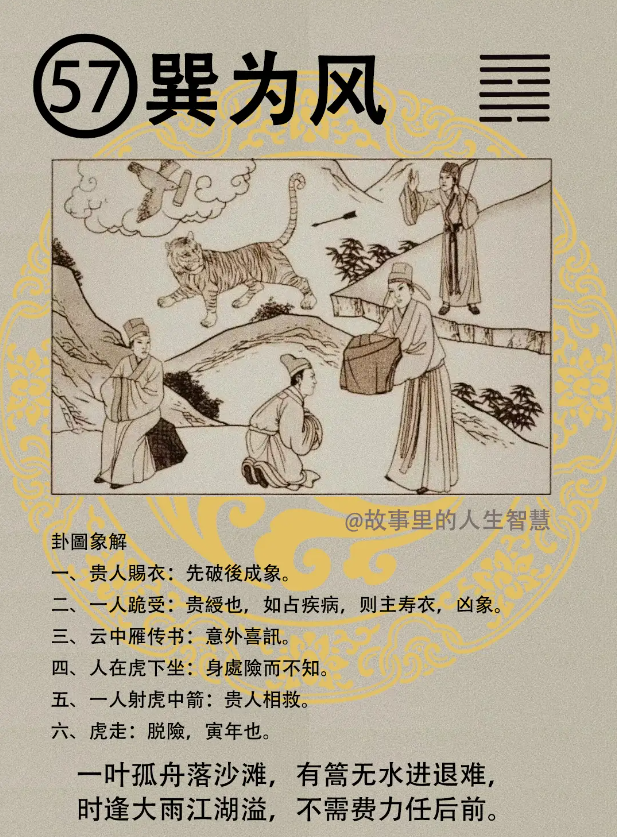 57 巽为风
@故事里的人生智慧
卦圖象解
一、贵人賜衣：先破後成象。
二、一人跪受：贵綬也，如占疾病，则主寿衣，凶象。
三、云中雁传书：意外喜訊。
四、人在虎下坐：身處險而不知。
五、一人射虎中箭：贵人相救。
六、虎走：脱險，寅年也。
一叶孤舟落沙滩，有篙无水进退难，
时逢大雨江湖溢，不需费力任后前。